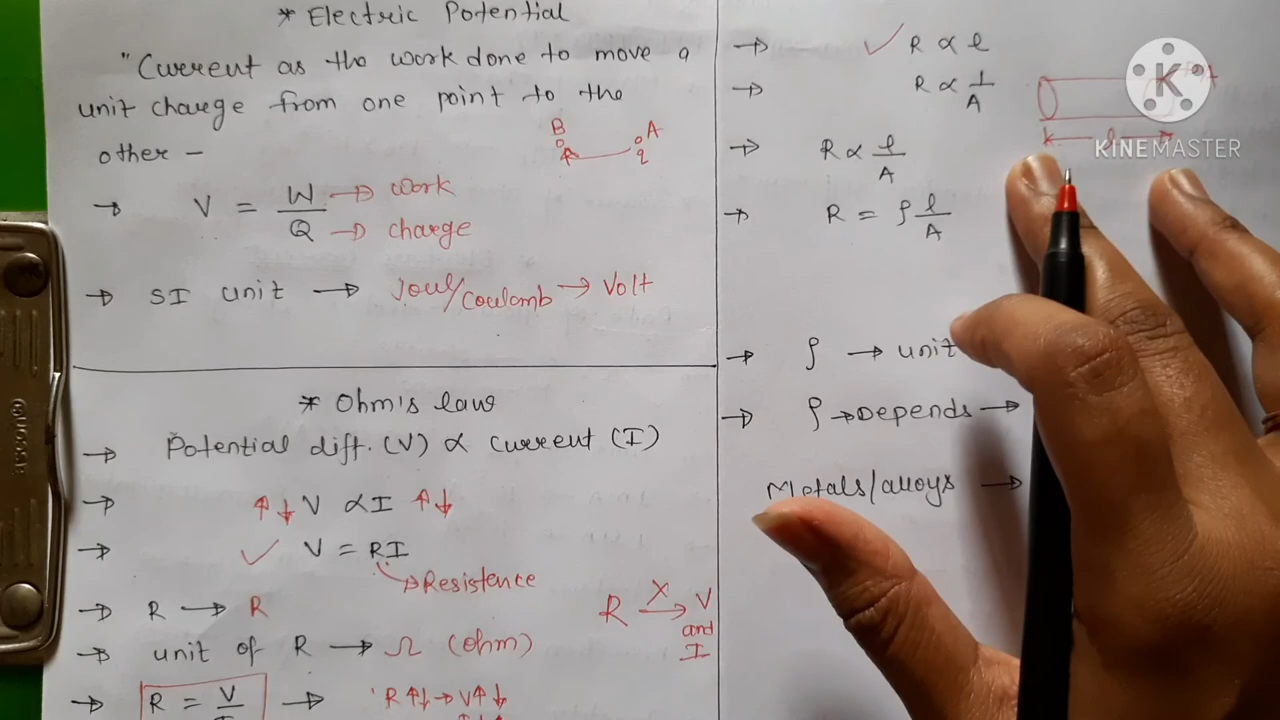 * Electric Potential
"Current as the work done to move a
unit charge from one point to the
other –
B
A
q
→ V = W → work
Q → charge
→ SI unit → Joul/Coulomb → Volt
* Ohm's law
→ Potential diff. (V) ∝ current (I)
→ ↑↓ V ∝ I ↑↓
→ ✓ V = RI
→ Resistence
→ R → R
R X→ V
and
I
→ unit of R → Ω (ohm)
→ R = V → R↑↓ → V↑↓
→ ✓ R ∝ l
→ R ∝ 1/A
→ R ∝ l/A
→ R = ρ l/A
→ ρ → unit
→ ρ → Depends →
Metals/alloys →
K
KINEMASTER